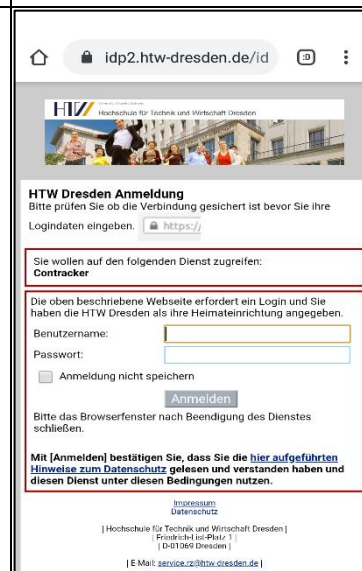 idp2.htw-dresden.de/id
:D
HTW
Hochschule für Technik und Wirtschaft Dresden
HTW Dresden Anmeldung
Bitte prüfen Sie ob die Verbindung gesichert ist bevor Sie ihre
Logindaten eingeben. https:/
Sie wollen auf den folgenden Dienst zugreifen:
Contracker
Die oben beschriebene Webseite erfordert ein Login und Sie
haben die HTW Dresden als ihre Heimateinrichtung angegeben.
Benutzername:
Passwort:
Anmeldung nicht speichern
Anmelden
Bitte das Browserfenster nach Beendigung des Dienstes
schließen.
Mit [Anmelden] bestätigen Sie, dass Sie die hier aufgeführten
Hinweise zum Datenschutz gelesen und verstanden haben und
diesen Dienst unter diesen Bedingungen nutzen.
Impressum
Datenschutz
| Hochschule für Technik und Wirtschaft Dresden |
| Friedrich-List-Platz 1 |
| D-01069 Dresden |
| E-Mail: service.rz@htw-dresden.de |